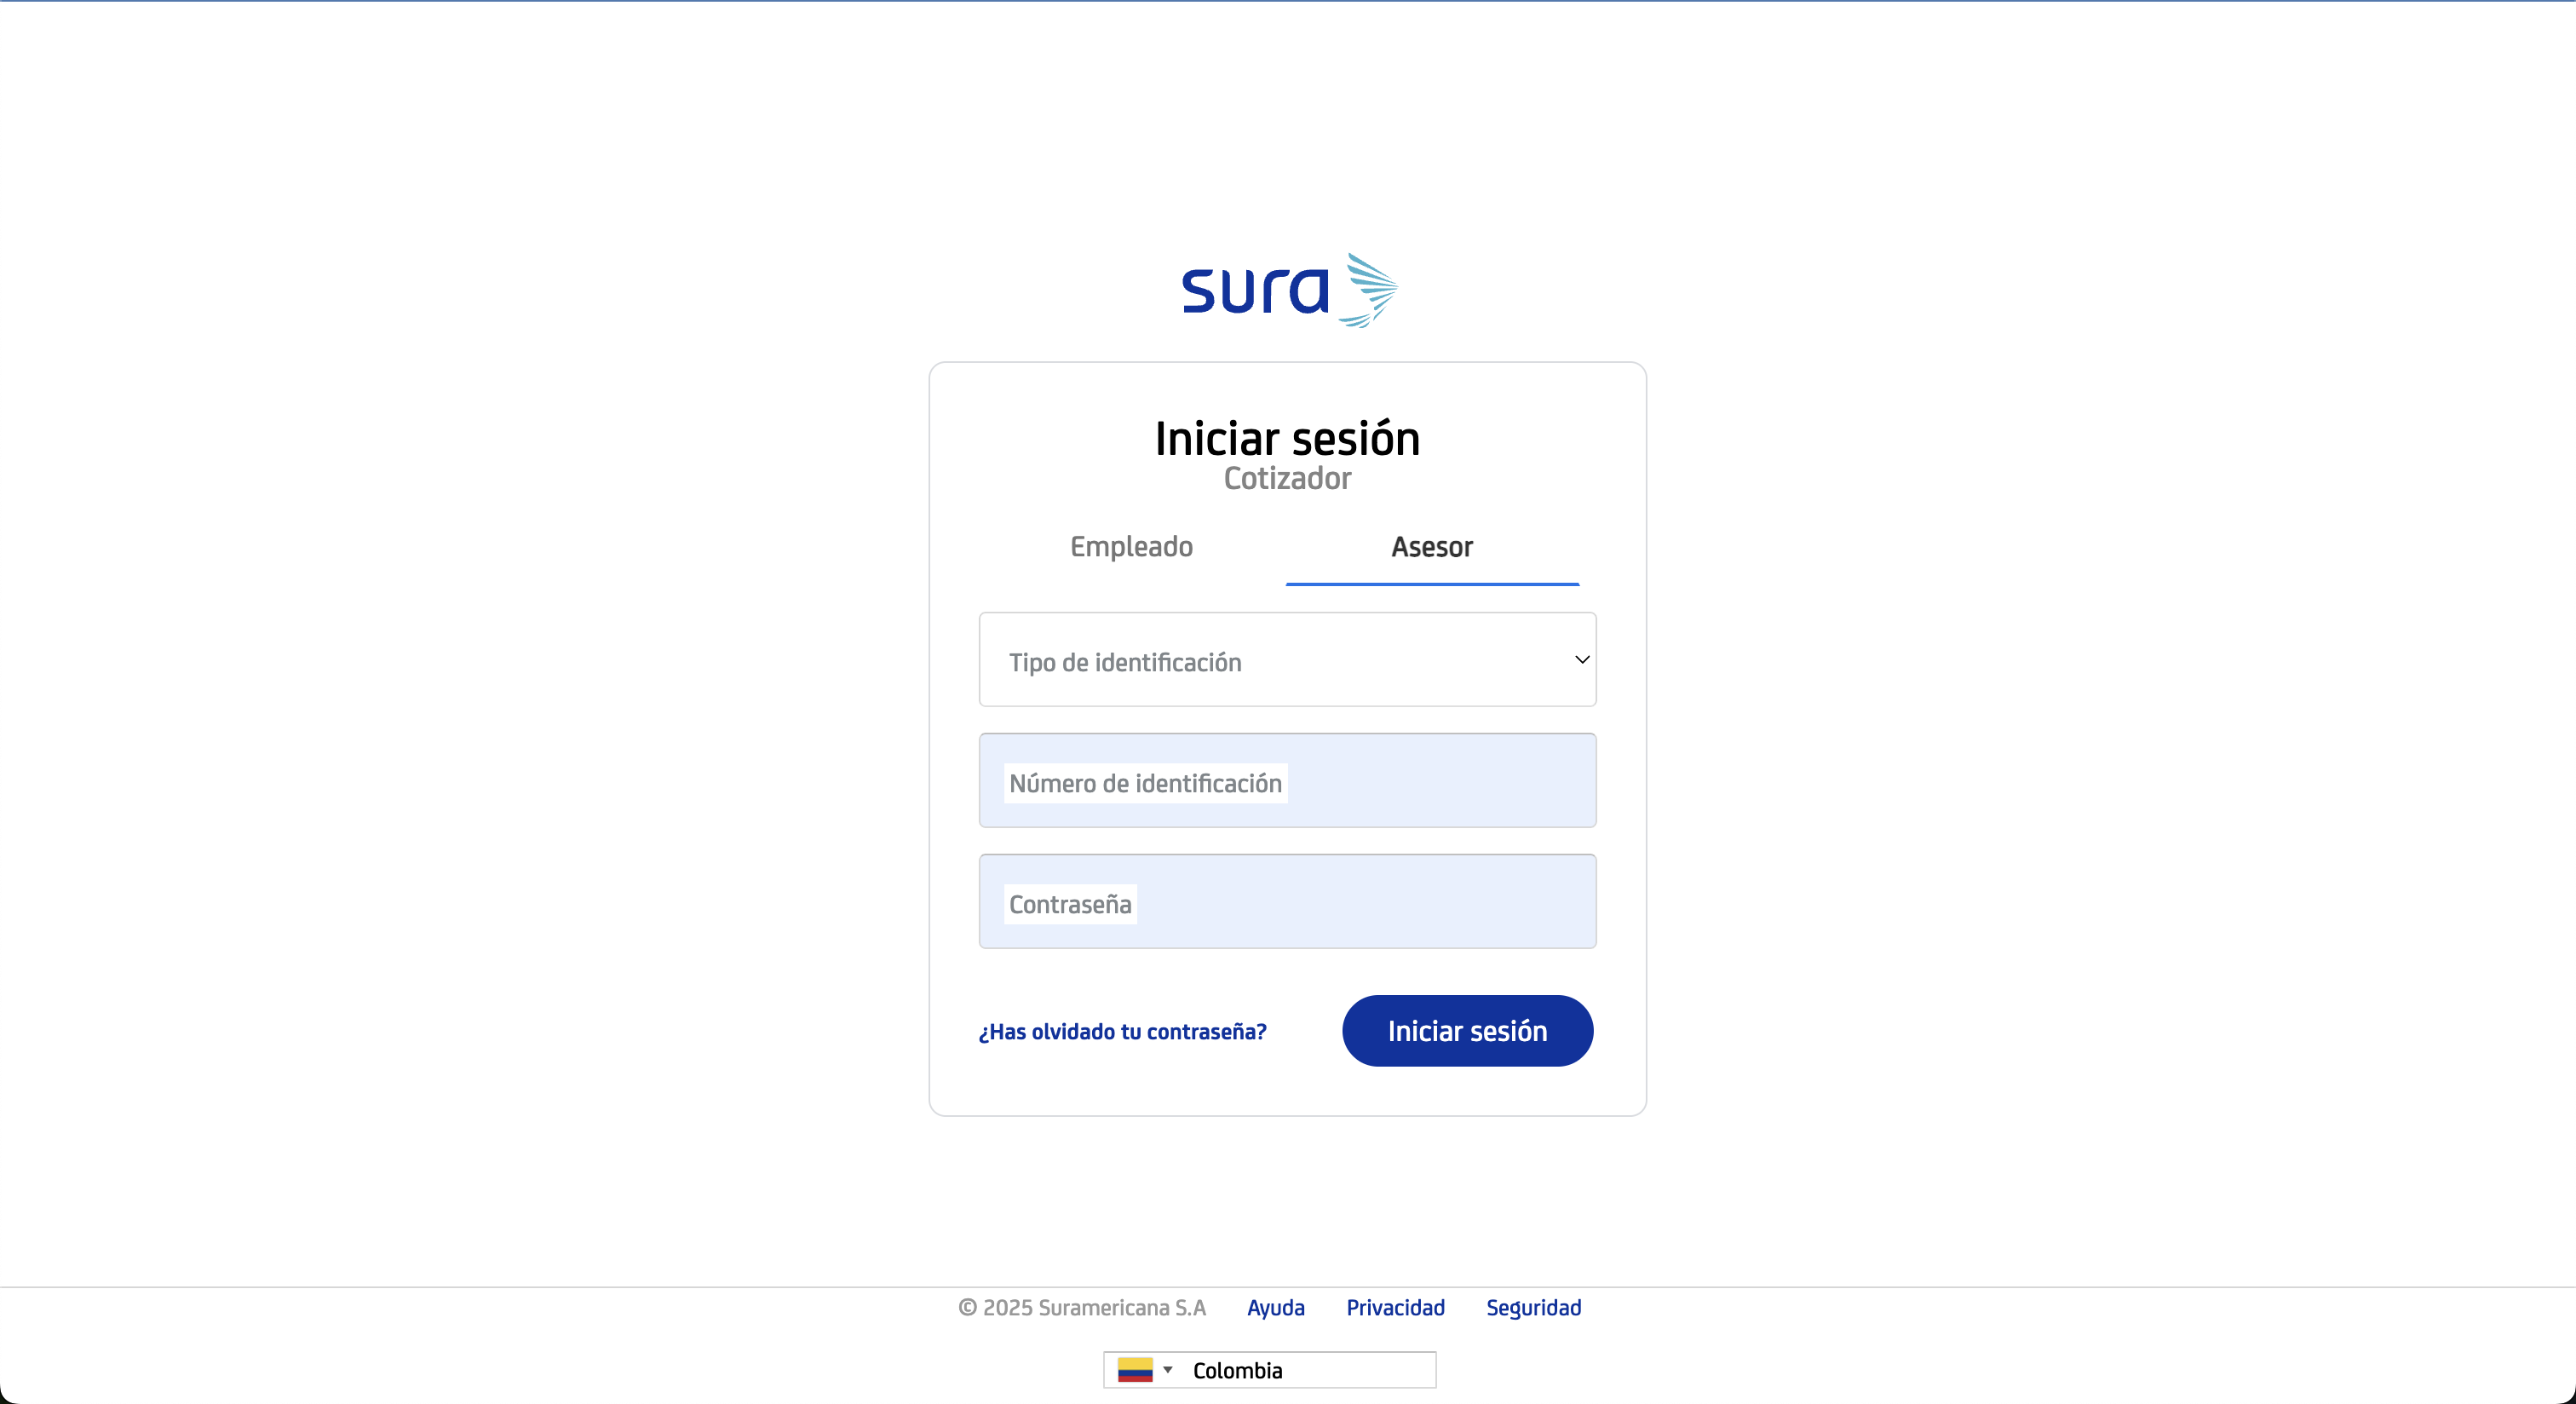 sura
Iniciar sesión
Cotizador
Empleado Asesor
Tipo de identificación
Número de identificación
Contraseña
¿Has olvidado tu contraseña? Iniciar sesión
© 2025 Suramericana S.A Ayuda Privacidad Seguridad
Colombia